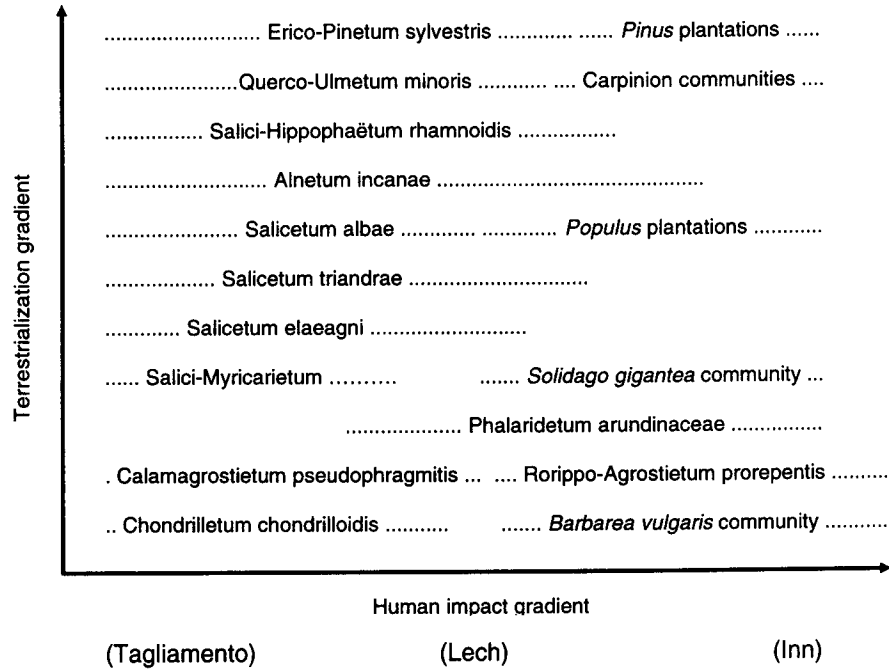 Erico-Pinetum sylvestris Pinus plantations
Querco-Ulmetum minoris Carpinion communities
Salici-Hippophaëtum rhamnoidis
Alnetum incanae
Salicetum albae Populus plantations
Salicetum triandrae
Salicetum elaeagni
Salici-Myricarietum Solidago gigantea community
Phalaridetum arundinaceae
Calamagrostietum pseudophragmitis Rorippo-Agrostietum prorepentis
Chondrilletum chondrilloidis Barbarea vulgaris community
Terrestrialization gradient
Human impact gradient
(Tagliamento) (Lech) (Inn)